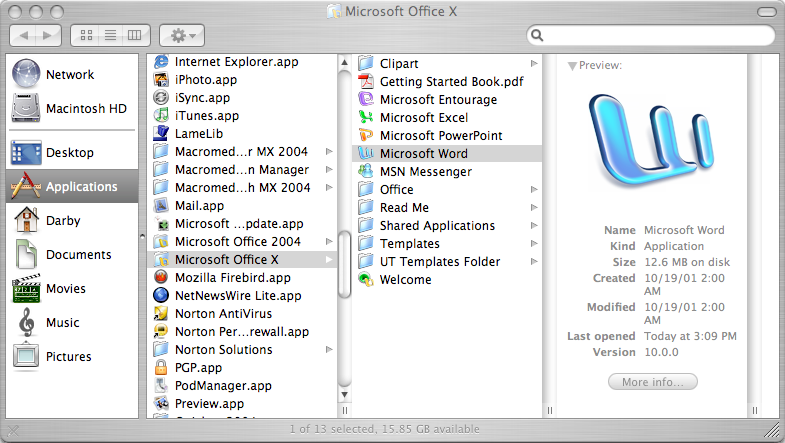 Microsoft Office X
Network
Macintosh HD
Desktop
Applications
Darby
Documents
Movies
Music
Pictures
Internet Explorer.app
iPhoto.app
iSync.app
iTunes.app
LameLib
Macromed...r MX 2004
Macromed...n Manager
Macromed...h MX 2004
Mail.app
Microsoft ...pdate.app
Microsoft Office 2004
Microsoft Office X
Mozilla Firebird.app
NetNewsWire Lite.app
Norton AntiVirus
Norton Per...rewall.app
Norton Solutions
PGP.app
PodManager.app
Preview.app
Clipart
Getting Started Book.pdf
Microsoft Entourage
Microsoft Excel
Microsoft PowerPoint
Microsoft Word
MSN Messenger
Office
Read Me
Shared Applications
Templates
UT Templates Folder
Welcome
Preview:
Name Microsoft Word
Kind Application
Size 12.6 MB on disk
Created 10/19/01 2:00
AM
Modified 10/19/01 2:00
AM
Last opened Today at 3:09 PM
Version 10.0.0
More info...
1 of 13 selected, 15.85 GB available